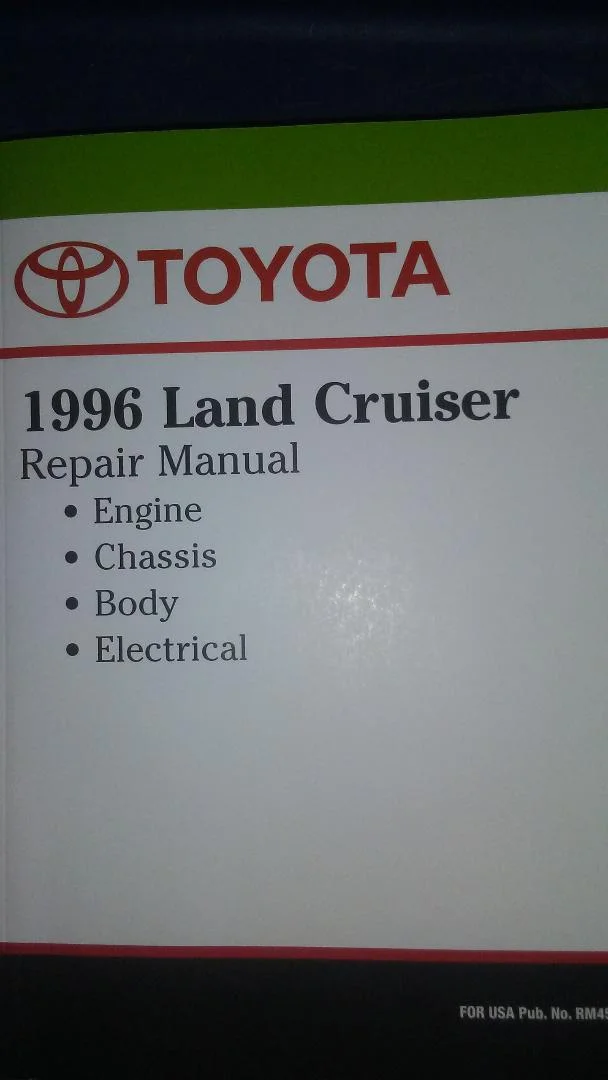 TOYOTA
1996 Land Cruiser
Repair Manual
• Engine
• Chassis
• Body
• Electrical
FOR USA Pub. No.